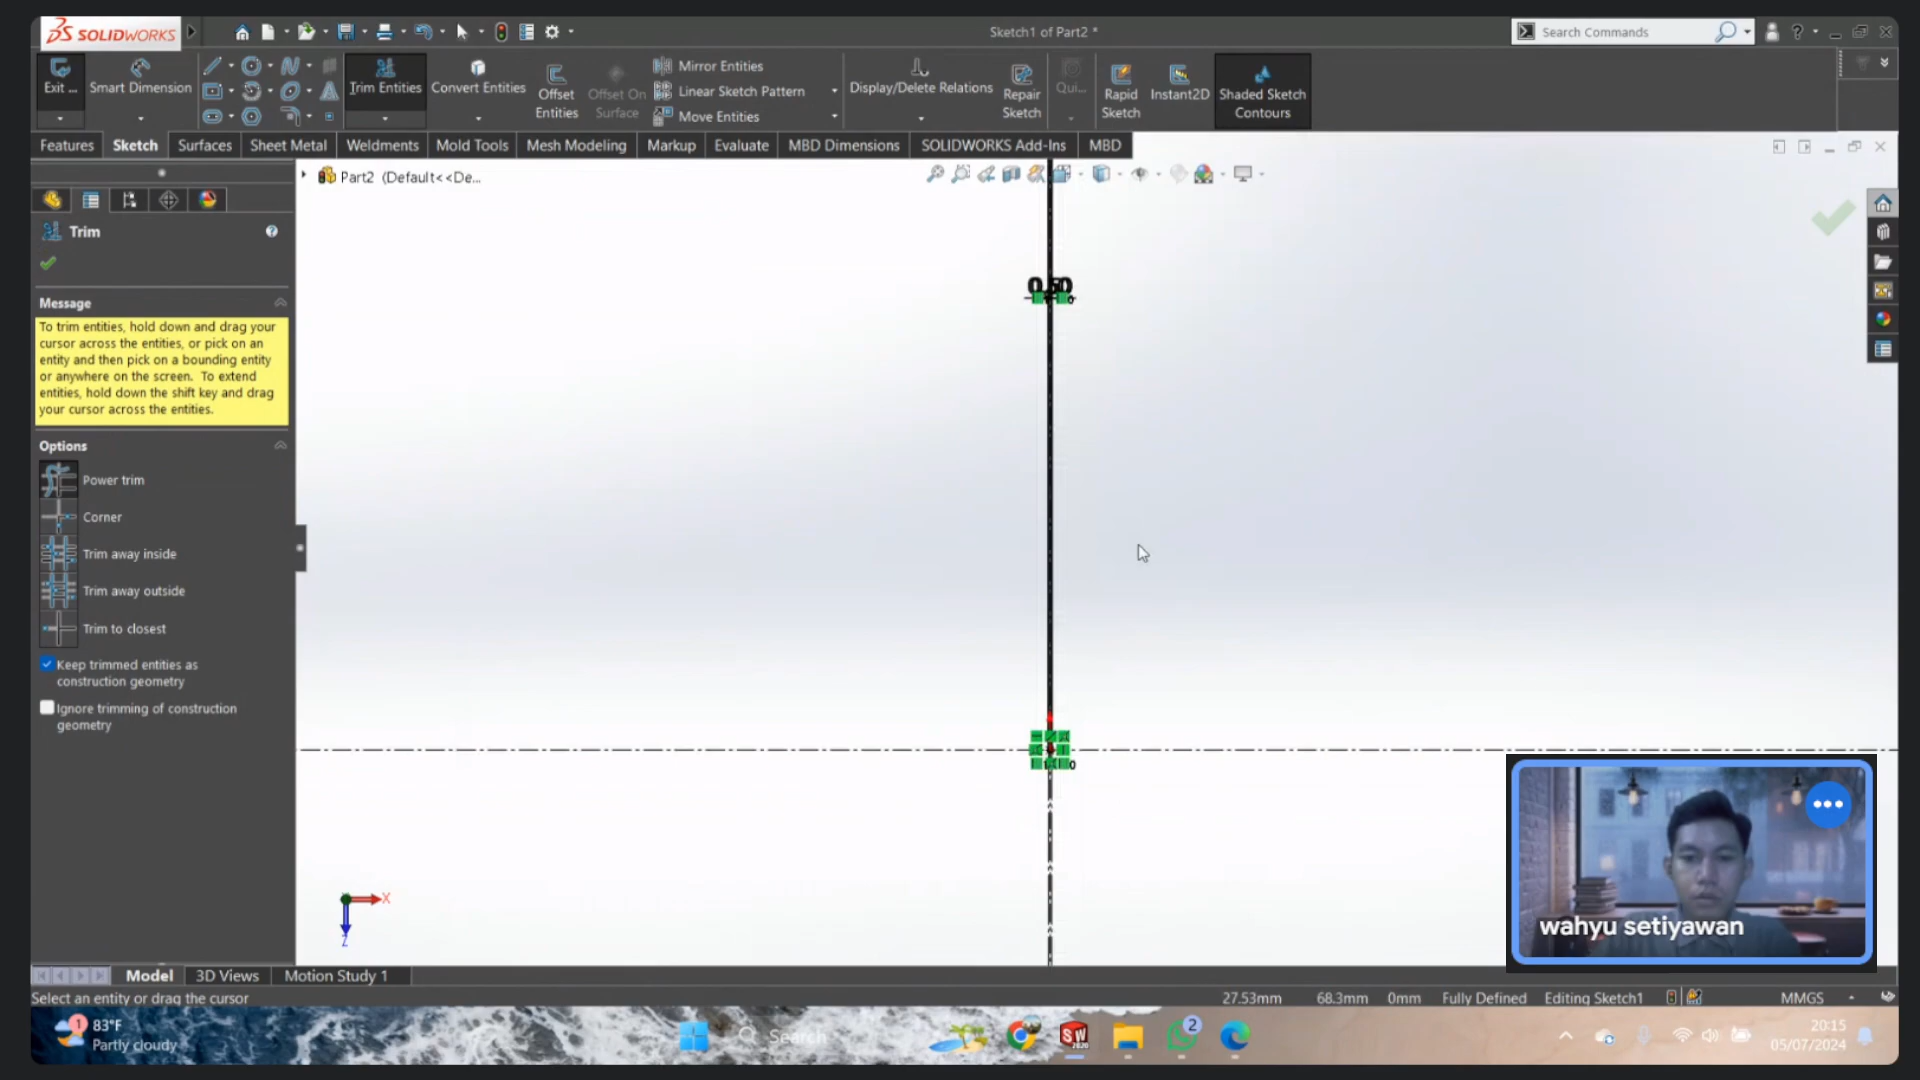 SOLIDWORKS
Sketch1 of Part2 *
Search Commands
?
Exit ...
Smart Dimension
Trim Entities
Convert Entities
Offset
Entities
Offset On
Surface
Mirror Entities
Linear Sketch Pattern
Move Entities
Display/Delete Relations
Repair
Sketch
Qui...
Rapid
Sketch
Instant2D
Shaded Sketch
Contours
Features
Sketch
Surfaces
Sheet Metal
Weldments
Mold Tools
Mesh Modeling
Markup
Evaluate
MBD Dimensions
SOLIDWORKS Add-Ins
MBD
Part2 (Default<<De...
Trim
?
Message
To trim entities, hold down and drag your
cursor across the entities, or pick on an
entity and then pick on a bounding entity
or anywhere on the screen. To extend
entities, hold down the shift key and drag
your cursor across the entities.
Options
Power trim
Corner
Trim away inside
Trim away outside
Trim to closest
Keep trimmed entities as
construction geometry
Ignore trimming of construction
geometry
X
Z
wahyu setiyawan
Model
3D Views
Motion Study 1
Select an entity or drag the cursor
27.53mm
68.3mm
0mm
Fully Defined
Editing Sketch1
MMGS
1
83°F
Partly cloudy
Search
SW
2020
2
20:15
05/07/2024